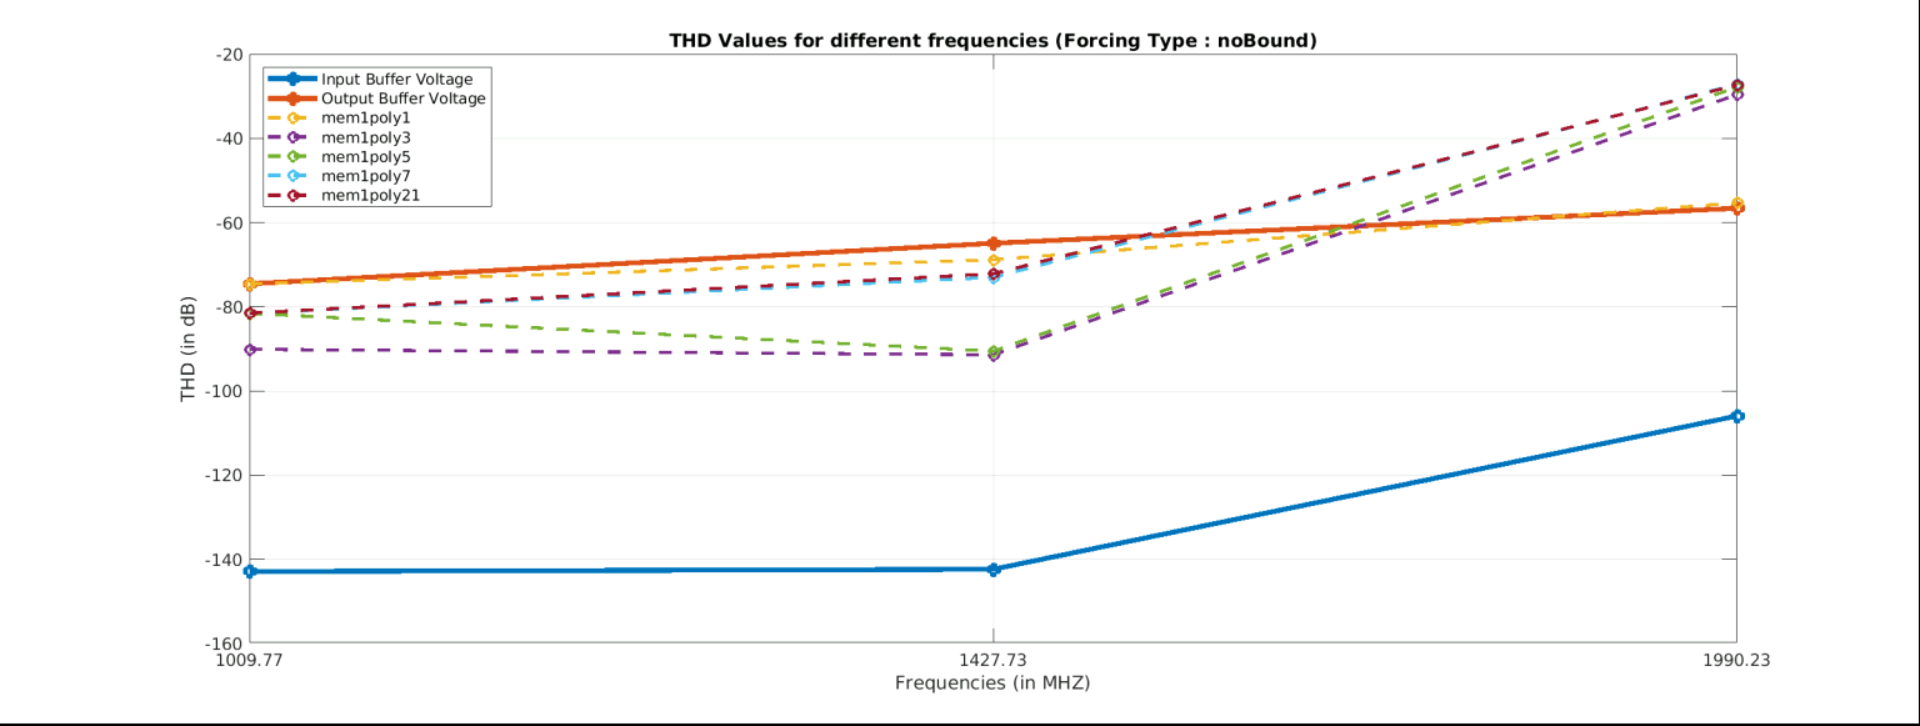 THD Values for different frequencies (Forcing Type : noBound)
-20
Input Buffer Voltage
Output Buffer Voltage
mem1poly1
mem1poly3
mem1poly5
mem1poly7
mem1poly21
-40
-60
-80
-100
-120
-140
-160
THD (in dB)
1009.77 1427.73 1990.23
Frequencies (in MHZ)